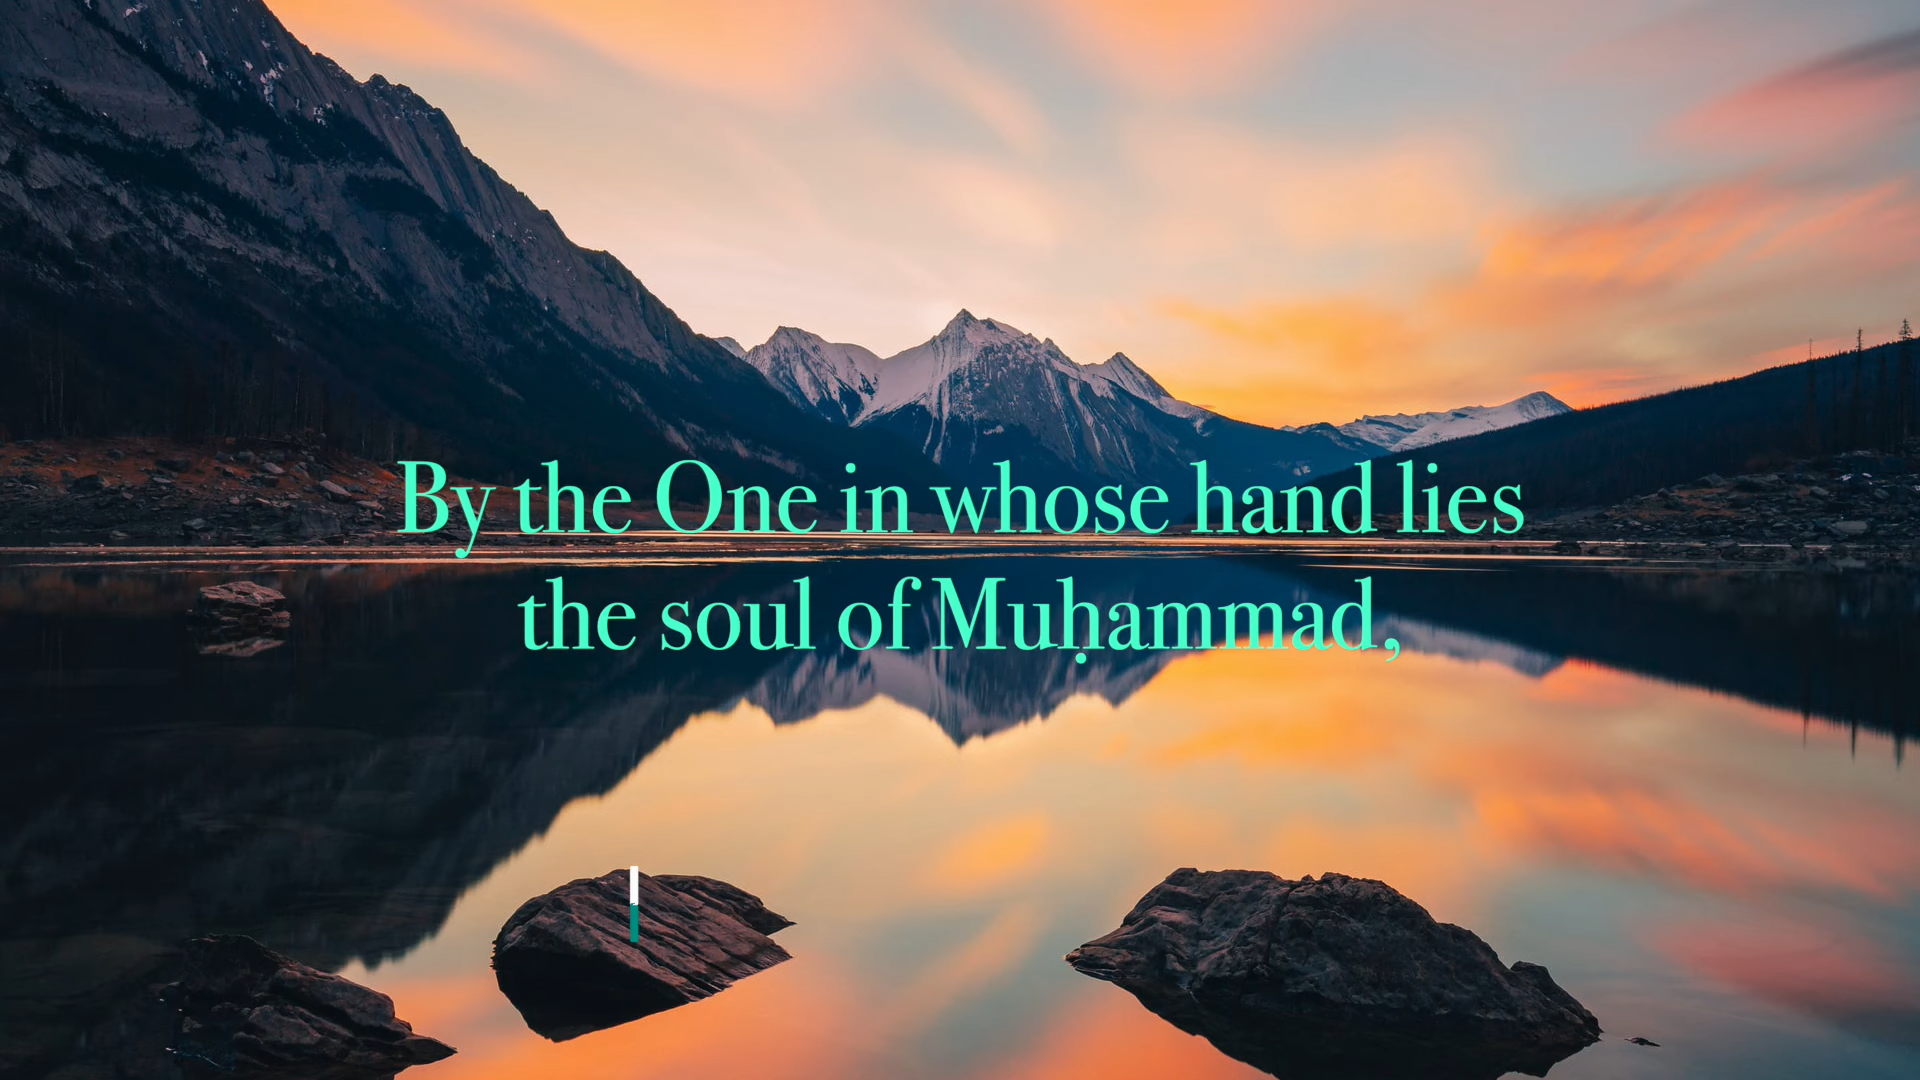 By the One in whose hand lies
the soul of Muḥammad,